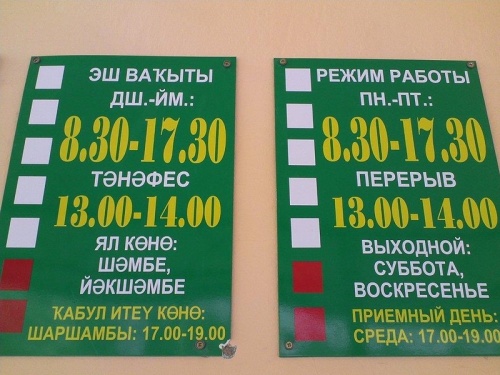 ЭШ ВАҠЫТЫ
ДШ.-ЙМ.:
8.30-17.30
ТӘНӘФЕС
13.00-14.00
ЯЛ КӨНӨ:
ШӘМБЕ,
ЙӘКШӘМБЕ
ҠАБУЛ ИТЕҮ КӨНӨ:
ШАРШАМБЫ: 17.00-19.00
РЕЖИМ РАБОТЫ
ПН.-ПТ.:
8.30-17.30
ПЕРЕРЫВ
13.00-14.00
ВЫХОДНОЙ:
СУББОТА,
ВОСКРЕСЕНЬЕ
ПРИЕМНЫЙ ДЕНЬ:
СРЕДА: 17.00-19.00